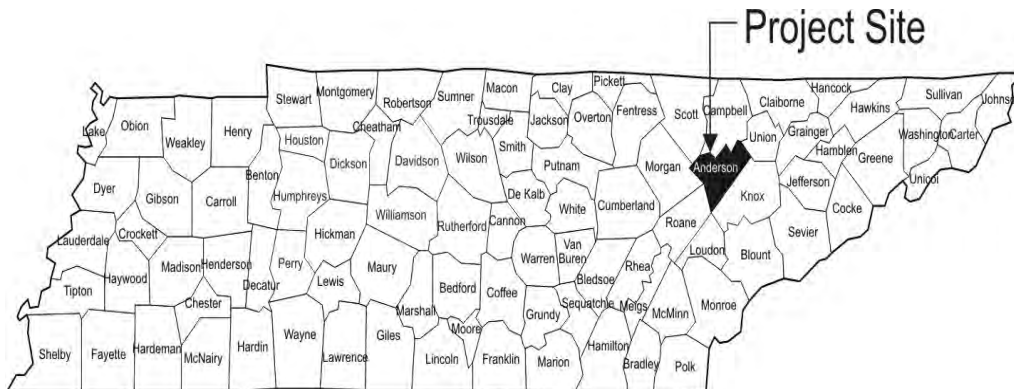 Project Site
Stewart Montgomery Robertson Sumner Macon Clay Pickett
Trousdale Jackson Overton Fentress Scott Campbell Claiborne Hancock Hawkins Sullivan Johns
Lake Obion Weakley Henry Houston Cheatham Smith Union Grainger Washington Carter
Dickson Davidson Wilson Putnam Morgan Anderson Hamblen Greene
Dyer Gibson Carroll Benton Humphreys De Kalb Jefferson Unicoi
Williamson Rutherford Cannon White Cumberland Roane Knox Cocke
Lauderdale Crockett Hickman Sevier
Haywood Madison Henderson Perry Maury Warren Van
Buren Loudon Blount
Tipton Decatur Lewis Bedford Coffee Bledsoe Rhea
Chester Marshall Sequatchie Meigs McMinn Monroe
Moore Grundy
Shelby Fayette Hardeman McNairy Hardin Wayne Lawrence Giles Lincoln Franklin Marion Hamilton Bradley Polk